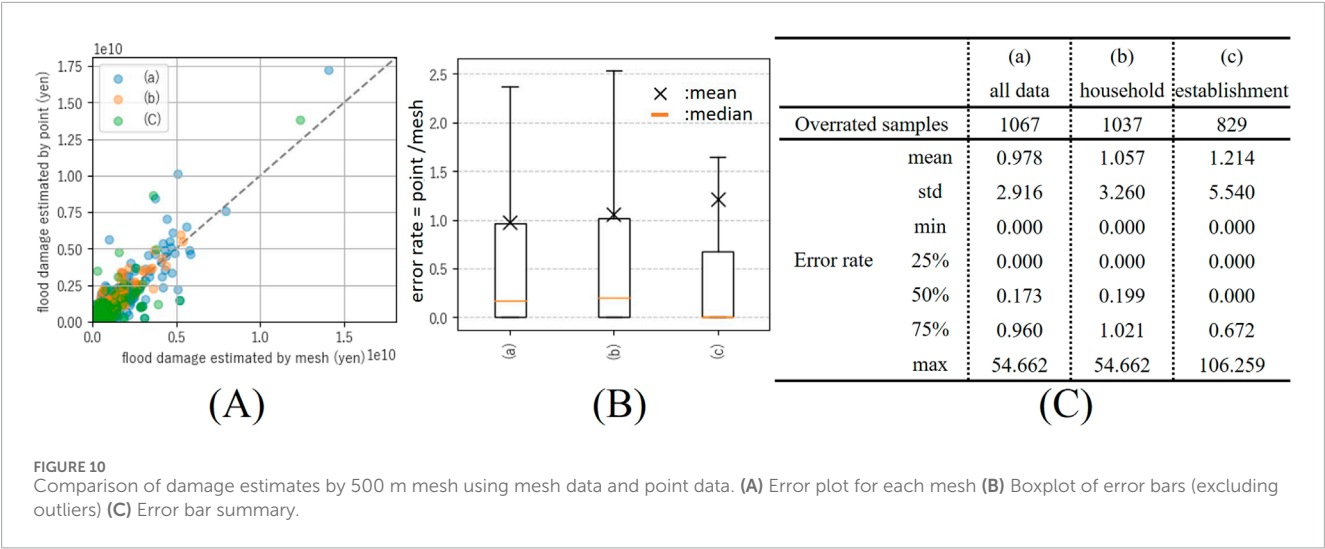 1e10
1.75
1.50
1.25
1.00
0.75
0.50
0.25
0.00
(a)
(b)
(C)
flood damage estimated by point (yen)
0.0 0.5 1.0 1.5
flood damage estimated by mesh (yen) 1e10
(A)
2.5
2.0
1.5
1.0
0.5
0.0
error rate = point /mesh
:mean
:median
(a) (b) (c)
(B)
(a) (b) (c)
all data household establishment
Overrated samples 1067 1037 829
mean 0.978 1.057 1.214
std 2.916 3.260 5.540
min 0.000 0.000 0.000
Error rate 25% 0.000 0.000 0.000
50% 0.173 0.199 0.000
75% 0.960 1.021 0.672
max 54.662 54.662 106.259
(C)
FIGURE 10
Comparison of damage estimates by 500 m mesh using mesh data and point data. (A) Error plot for each mesh (B) Boxplot of error bars (excluding
outliers) (C) Error bar summary.